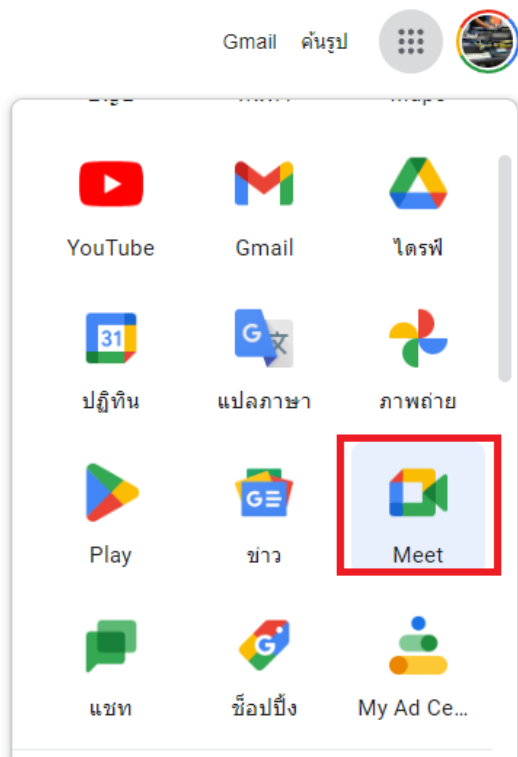 Gmail ค้นรูป
YouTube Gmail ไดรฟ์
31
G 文
ปฏิทิน แปลภาษา ภาพถ่าย
GE
Play ข่าว Meet
G
แชท ช็อปปิ้ง My Ad Ce...